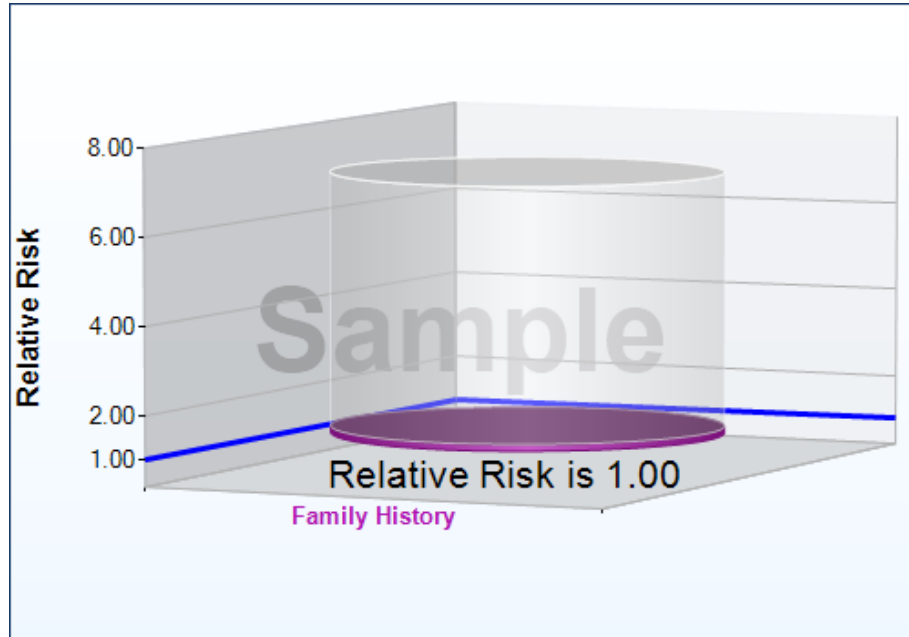 8.00
6.00
4.00
2.00
1.00
Relative Risk
Sample
Relative Risk is 1.00
Family History